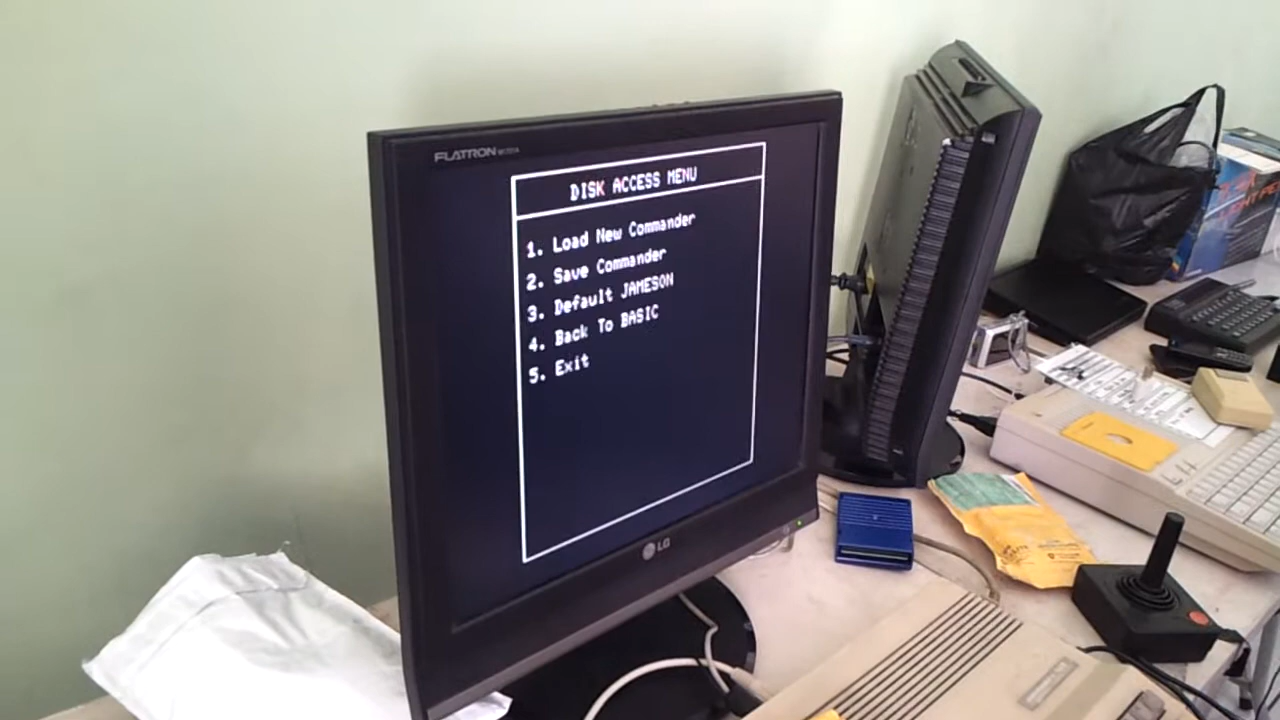 FLATRON
DISK ACCESS MENU
1. Load New Commander
2. Save Commander
3. Default JAMESON
4. Back To BASIC
5. Exit
LG